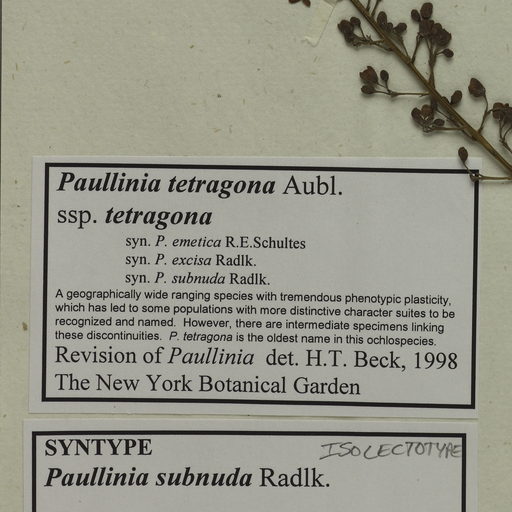 Paullinia tetragona Aubl.
ssp. tetragona
syn. P. emetica R.E.Schultes
syn. P. excisa Radlk.
syn. P. subnuda Radlk.
A geographically wide ranging species with tremendous phenotypic plasticity,
which has led to some populations with more distinctive character suites to be
recognized and named. However, there are intermediate specimens linking
these discontinuities. P. tetragona is the oldest name in this ochlospecies.
Revision of Paullinia det. H.T. Beck, 1998
The New York Botanical Garden
SYNTYPE ISOLECTOTYPE
Paullinia subnuda Radlk.